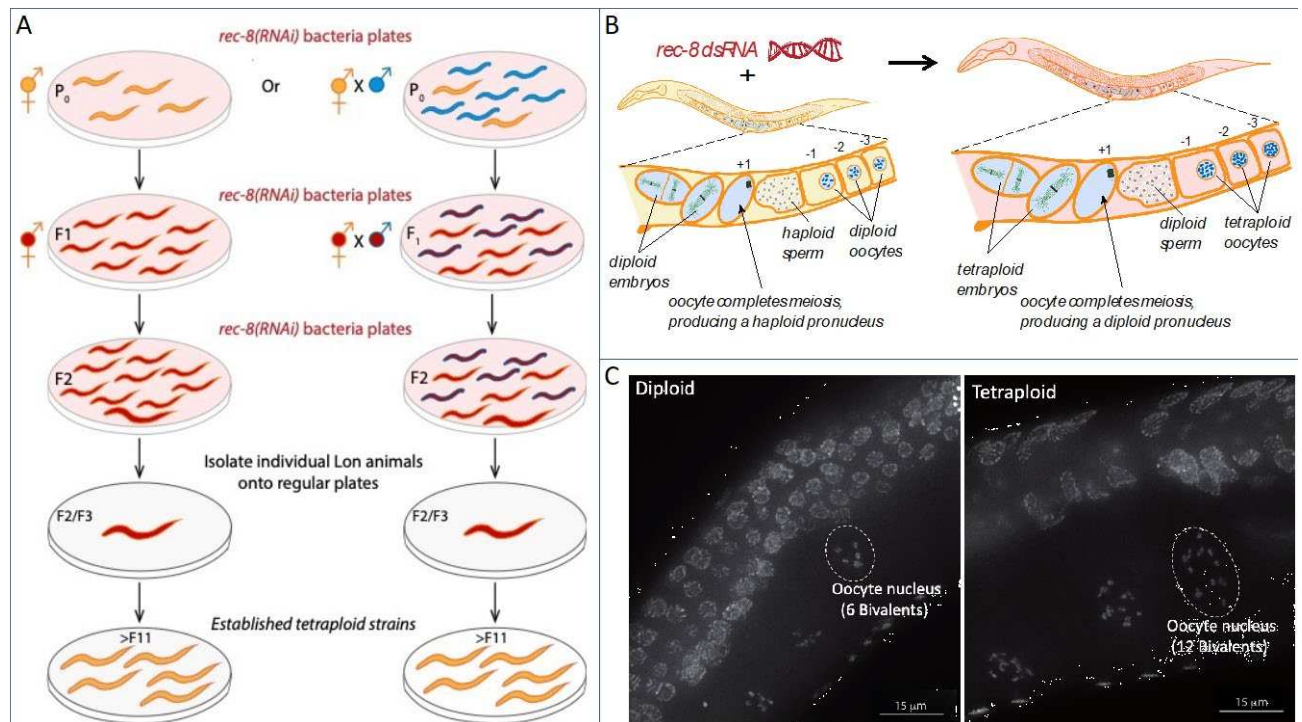 A
rec-8(RNAi) bacteria plates
P0
Or
X
P0
rec-8(RNAi) bacteria plates
F1
X
F1
rec-8(RNAi) bacteria plates
F2
F2
Isolate individual Lon animals
onto regular plates
F2/F3
F2/F3
Established tetraploid strains
>F11
>F11
B
rec-8 dsRNA
+
+1
-1
-2
-3
diploid
embryos
haploid
sperm
diploid
oocytes
oocyte completes meiosis,
producing a haploid pronucleus
+1
-1
-2
-3
tetraploid
embryos
diploid
sperm
tetraploid
oocytes
oocyte completes meiosis,
producing a diploid pronucleus
C
Diploid
Oocyte nucleus
(6 Bivalents)
15 μm
Tetraploid
Oocyte nucleus
(12 Bivalents)
15 μm